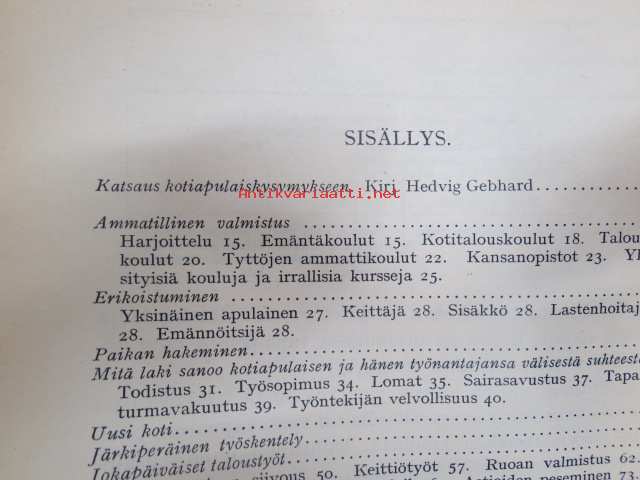 SISÄLLYS.
Katsaus kotiapulaiskysymykseen. Kirj. Hedvig Gebhard
Antikvariaatti.net
Ammatillinen valmistus
Harjoittelu 15. Emäntäkoulut 15. Kotitalouskoulut 18. Talou
koulut 20. Tyttöjen ammattikoulut 22. Kansanopistot 23. Y
sityisiä kouluja ja irrallisia kursseja 25.
Erikoistuminen
Yksinäinen apulainen 27. Keittäjä 28. Sisäkkö 28. Lastenhoitaj
28. Emännöitsijä 28.
Paikan hakeminen.
Mitä laki sanoo kotiapulaisen ja hänen työnantajansa välisestä suhteest
Todistus 31. Työsopimus 34. Lomat 35. Sairasavustus 37. Tapa
turmavakuutus 39. Työntekijän velvollisuus 40.
Uusi koti
Järkiperäinen työskentely
Jokapäiväiset taloustyöt
siivous 50. Keittiötyöt 57. Ruoan valmistus 62.
Astioiden peseminen 73.